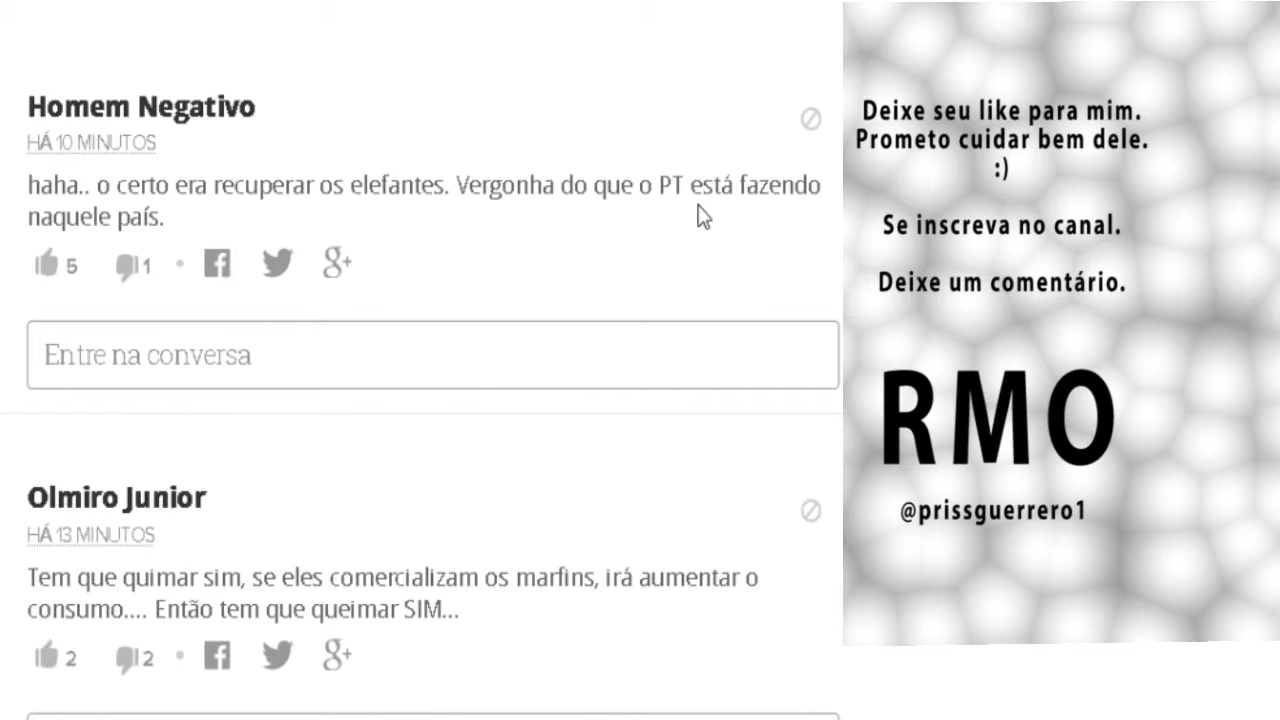 Homem Negativo
HÁ 10 MINUTOS
haha.. o certo era recuperar os elefantes. Vergonha do que o PT está fazendo
naquele país.
5 1
Entre na conversa
Olmiro Junior
HÁ 13 MINUTOS
Tem que quimar sim, se eles comercializam os marfins, irá aumentar o
consumo.... Então tem que queimar SIM...
2 2
Deixe seu like para mim.
Prometo cuidar bem dele.
:)
Se inscreva no canal.
Deixe um comentário.
RMO
@prissguerrero1